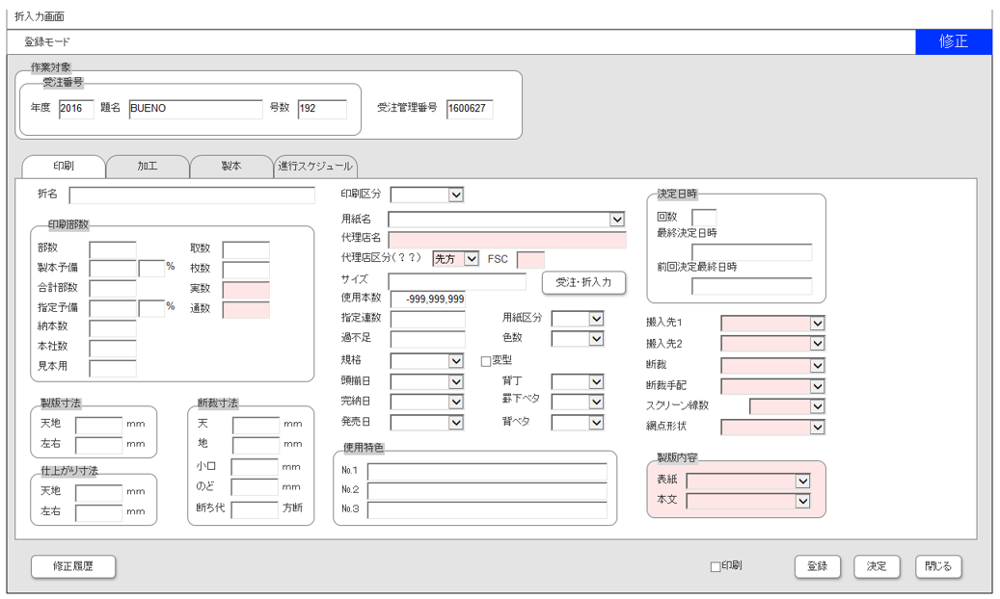 折入力画面
登録モード 修正
作業対象
受注番号
年度 2016 題名 BUENO 号数 192 受注管理番号 1600627
印刷 加工 製本 進行スケジュール
折名
印刷部数
部数 取数
製本予備 % 枚数
合計部数 実数
指定予備 % 通数
納本数
本社数
見本用
製版寸法
天地 mm
左右 mm
仕上がり寸法
天地 mm
左右 mm
断裁寸法
天 mm
地 mm
小口 mm
のど mm
断ち代 方断
印刷区分
用紙名
代理店名
代理店区分(??) 先方 FSC
サイズ 受注・折入力
使用本数 -999,999,999
指定連数 用紙区分
過不足 色数
規格 変型
頭揃日 背丁
完納日 罫下ベタ
発売日 背ベタ
使用特色
No.1
No.2
No.3
決定日時
回数
最終決定日時
前回決定最終日時
搬入先1
搬入先2
断裁
断裁手配
スクリーン線数
網点形状
製版内容
表紙
本文
修正履歴 印刷 登録 決定 閉じる